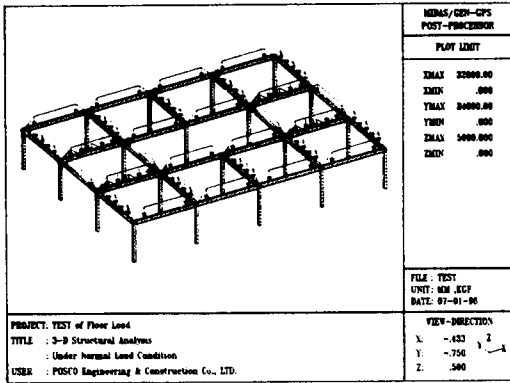 MIDAS/GEN-GPS
POST-PROCESSOR
PLOT LIMIT
XMAX 32000.00
XMIN .000
YMAX 24000.00
YMIN .000
ZMAX 5000.000
ZMIN .000
FILE : TEST
UNIT: MM ,KGF
DATE: 07-01-96
VIEW-DIRECTION
X: -.433
Y: -.750
Z: .500
Z
Y
X
PROJECT: TEST of Floor Load
TITLE : 3-D Structural Analysis
: Under Normal Load Condition
USER : POSCO Engineering & Construction Co., LTD.